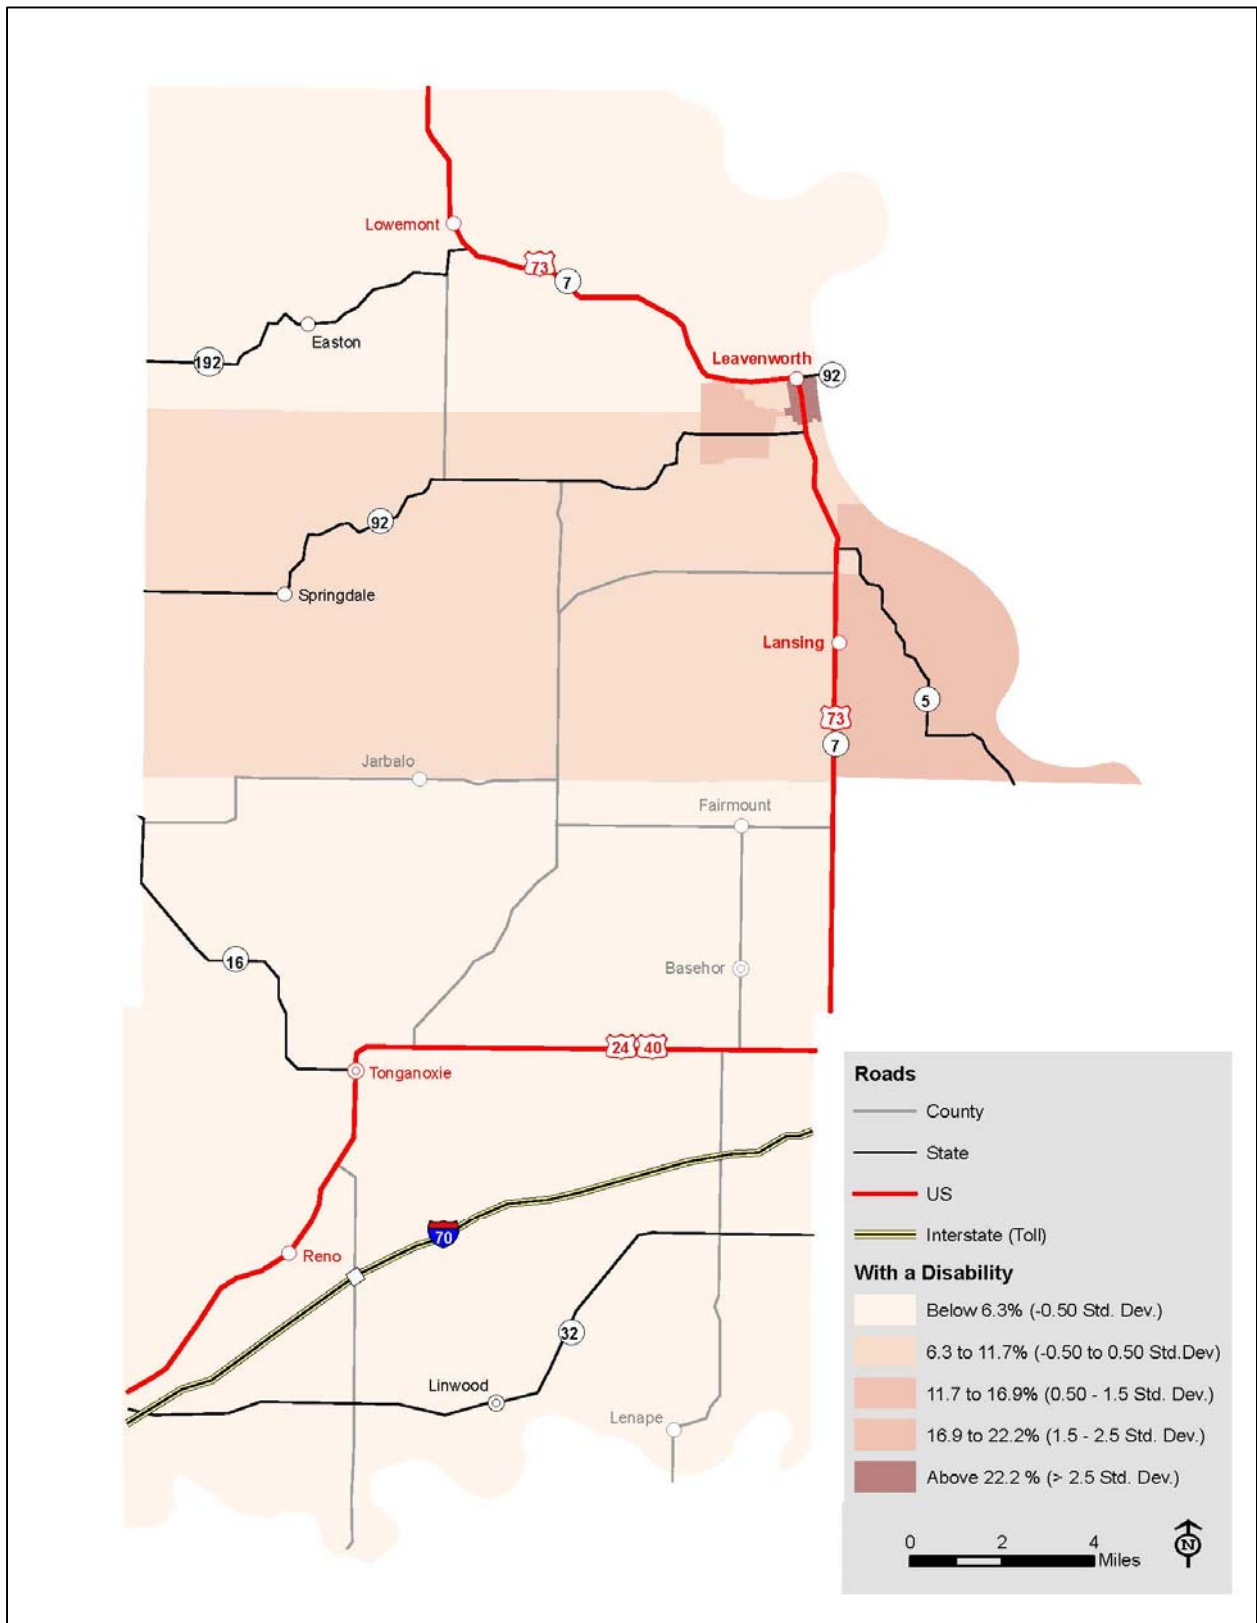 Lowemont
73
7
Easton
192
Leavenworth
92
92
Springdale
Lansing
5
73
7
Jarbalo
Fairmount
16
Basehor
24 40
Tonganoxie
70
Reno
32
Linwood
Lenape
Roads
County
State
US
Interstate (Toll)
With a Disability
Below 6.3% (-0.50 Std. Dev.)
6.3 to 11.7% (-0.50 to 0.50 Std.Dev)
11.7 to 16.9% (0.50 - 1.5 Std. Dev.)
16.9 to 22.2% (1.5 - 2.5 Std. Dev.)
Above 22.2 % (> 2.5 Std. Dev.)
0 2 4
Miles
N